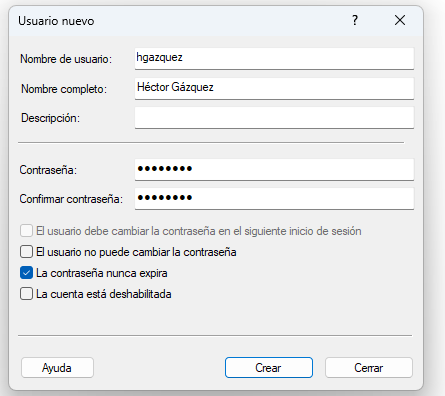 Usuario nuevo ?
Nombre de usuario: hgazquez
Nombre completo: Héctor Gázquez
Descripción:
Contraseña: ●●●●●●●●
Confirmar contraseña: ●●●●●●●●
El usuario debe cambiar la contraseña en el siguiente inicio de sesión
El usuario no puede cambiar la contraseña
La contraseña nunca expira
La cuenta está deshabilitada
Ayuda Crear Cerrar